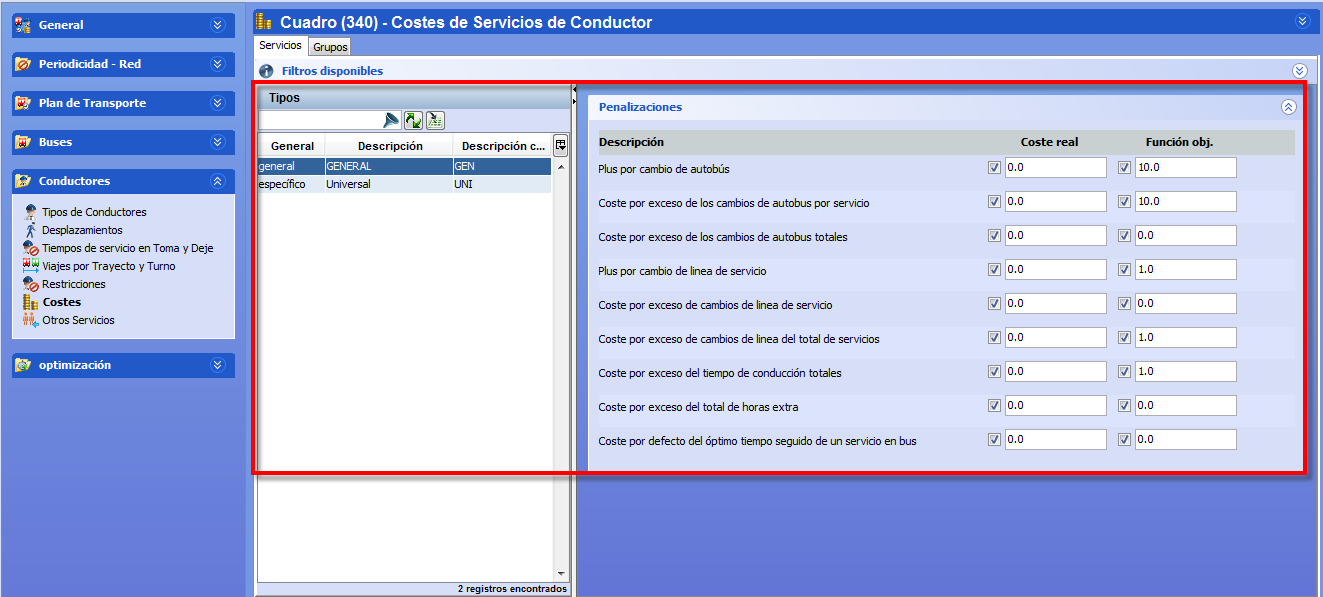 General
Periodicidad - Red
Plan de Transporte
Buses
Conductores
Tipos de Conductores
Desplazamientos
Tiempos de servicio en Toma y Deje
Viajes por Trayecto y Turno
Restricciones
Costes
Otros Servicios
optimización
Cuadro (340) - Costes de Servicios de Conductor
Servicios Grupos
Filtros disponibles
Tipos
General Descripción Descripción c...
general GENERAL GEN
específico Universal UNI
2 registros encontrados
Penalizaciones
Descripción Coste real Función obj.
Plus por cambio de autobús 0.0 10.0
Coste por exceso de los cambios de autobus por servicio 0.0 10.0
Coste por exceso de los cambios de autobus totales 0.0 0.0
Plus por cambio de linea de servicio 0.0 1.0
Coste por exceso de cambios de linea de servicio 0.0 0.0
Coste por exceso de cambios de linea del total de servicios 0.0 1.0
Coste por exceso del tiempo de conducción totales 0.0 1.0
Coste por exceso del total de horas extra 0.0 0.0
Coste por defecto del óptimo tiempo seguido de un servicio en bus 0.0 0.0